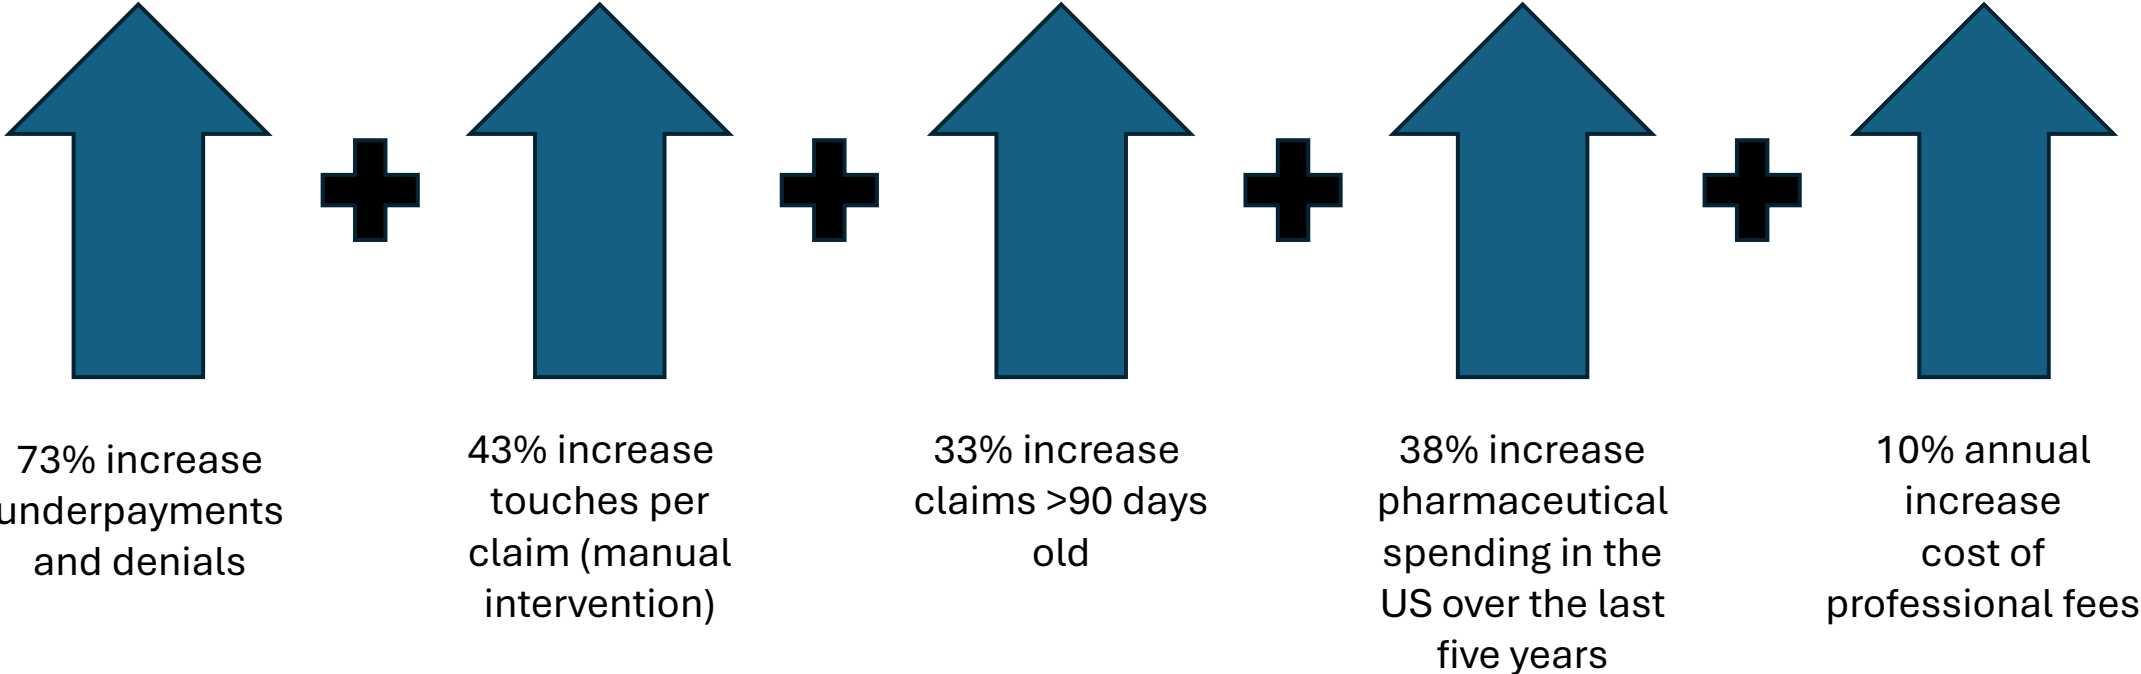 73% increase
underpayments
and denials
43% increase
touches per
claim (manual
intervention)
33% increase
claims >90 days
old
38% increase
pharmaceutical
spending in the
US over the last
five years
10% annual
increase
cost of
professional fees